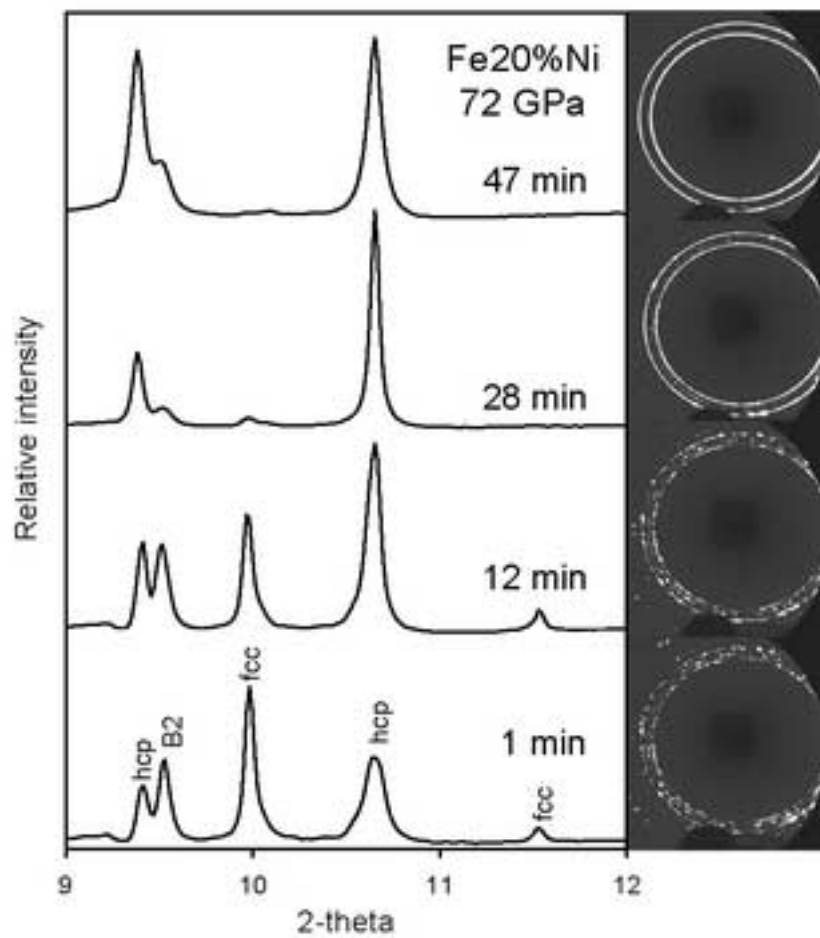 Fe20%Ni
72 GPa
47 min
28 min
12 min
1 min
hcp
B2
fcc
hcp
fcc
Relative intensity
9
10
11
12
2-theta